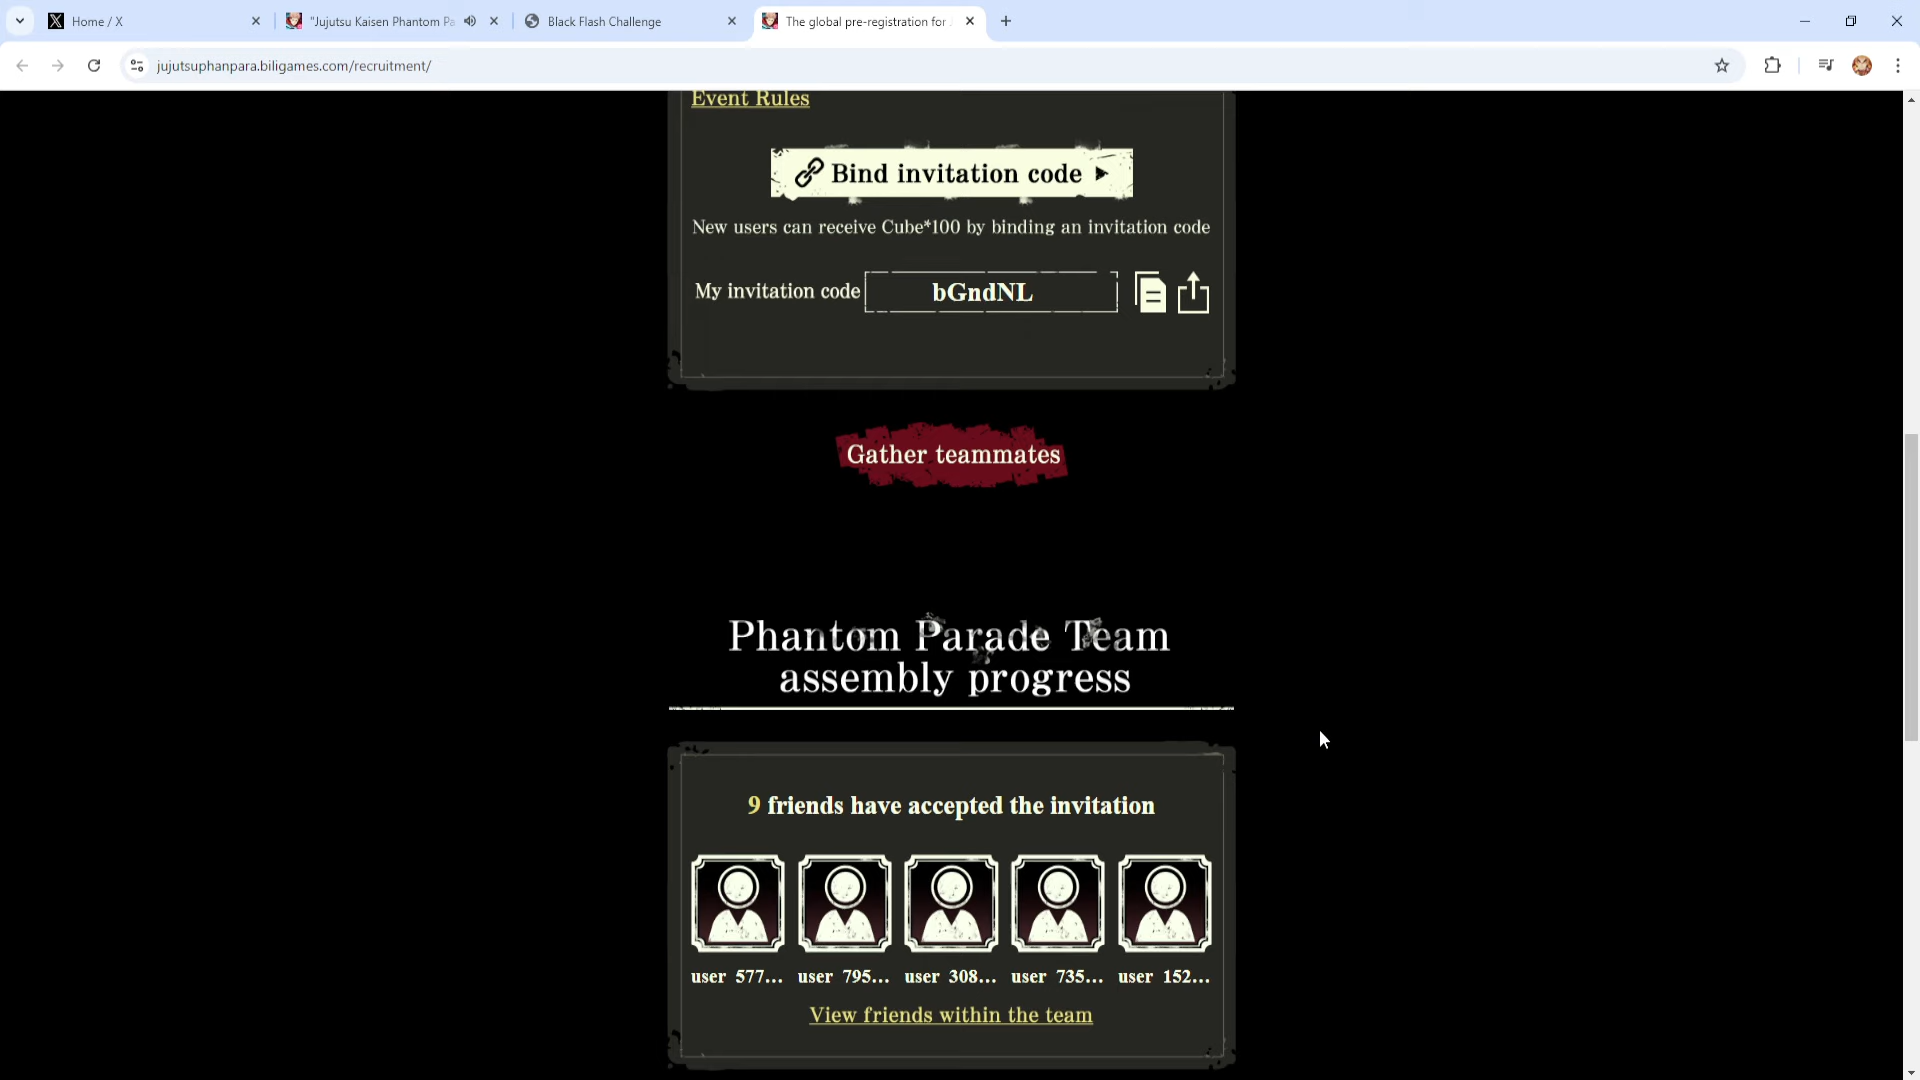 Home / X
"Jujutsu Kaisen Phantom Pa
Black Flash Challenge
The global pre-registration for
jujutsuphanpara.biligames.com/recruitment/
Event Rules
Bind invitation code
New users can receive Cube*100 by binding an invitation code
My invitation code
bGndNL
Gather teammates
Phantom Parade Team
assembly progress
9 friends have accepted the invitation
user 577... user 795... user 308... user 735... user 152...
View friends within the team